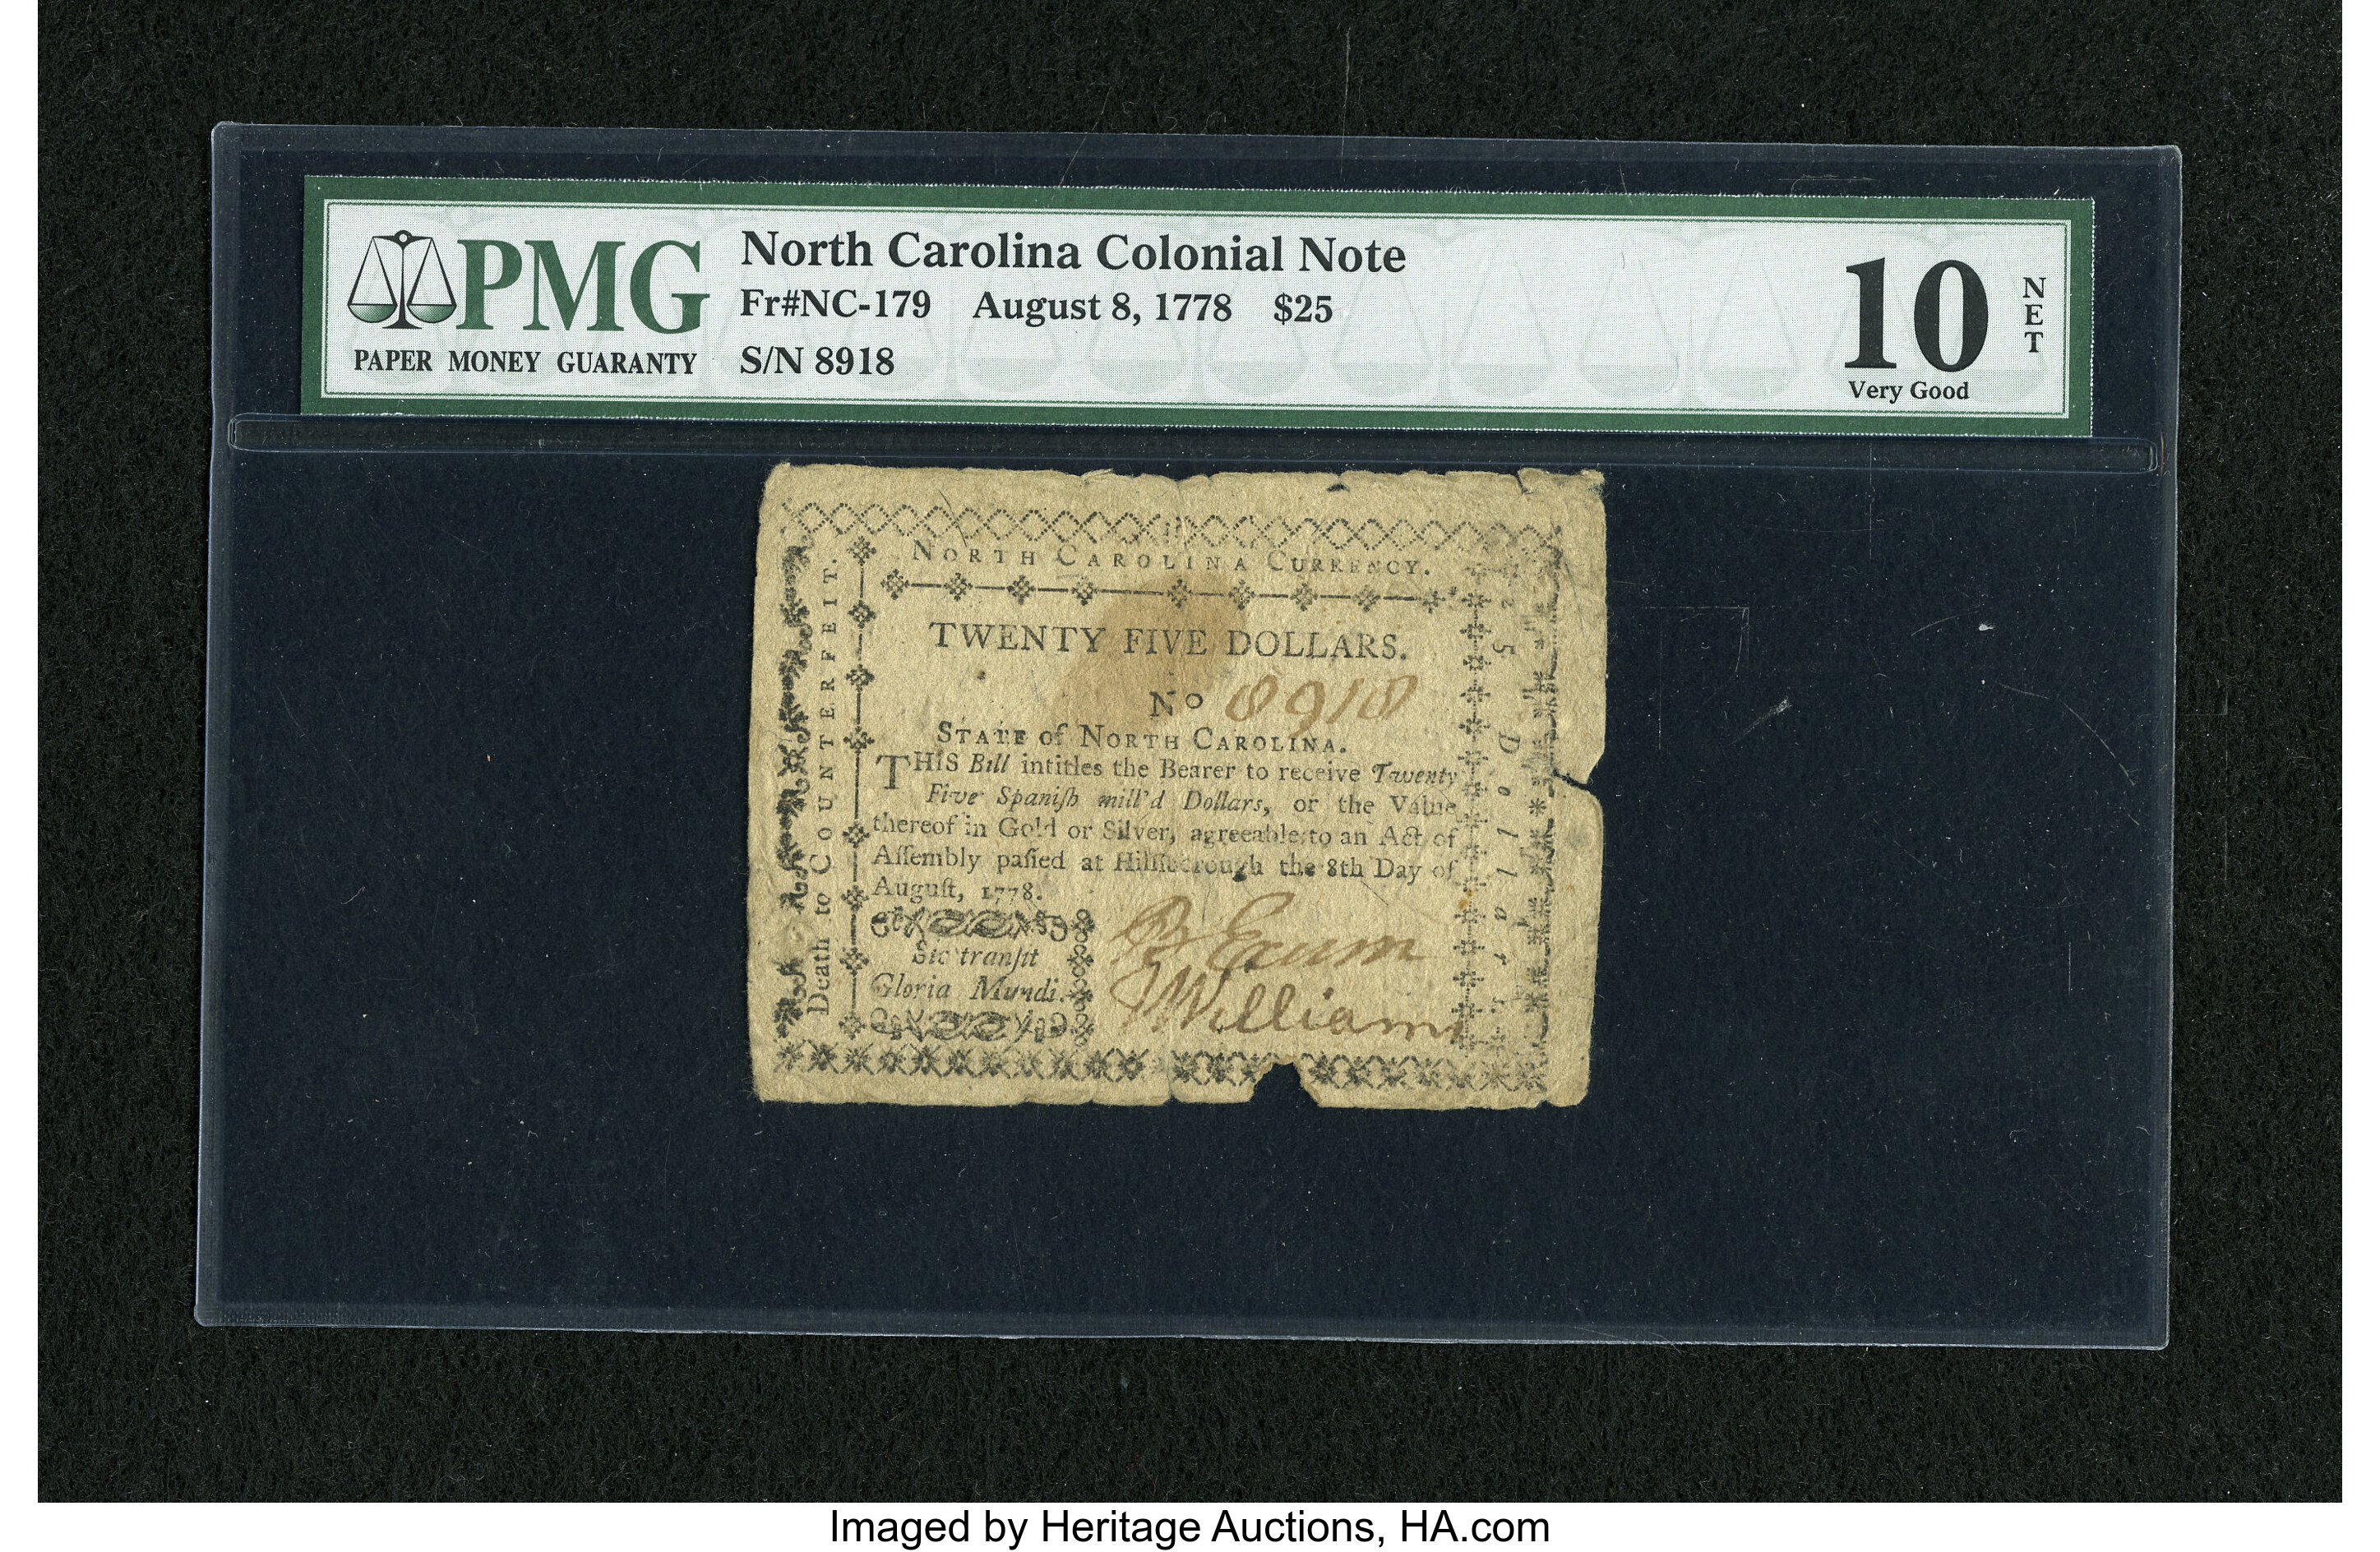 PMG
PAPER MONEY GUARANTY
North Carolina Colonial Note
Fr#NC-179 August 8, 1778 $25
S/N 8918
10
NET
Very Good
NORTH CAROLINA CURRENCY.
TWENTY FIVE DOLLARS.
No 8918
STATE of NORTH CAROLINA.
THIS Bill intitles the Bearer to receive Twenty
Five Spaniſh mill'd Dollars, or the Value
thereof in Gold or Silver, agreeable to an Act of
Aſſembly paſſed at Hillſborough the 8th Day of
Auguſt, 1778.
Sic tranſit
Gloria Mundi.
Williams
Death to COUNTERFEIT.
25 Dollars
Imaged by Heritage Auctions, HA.com